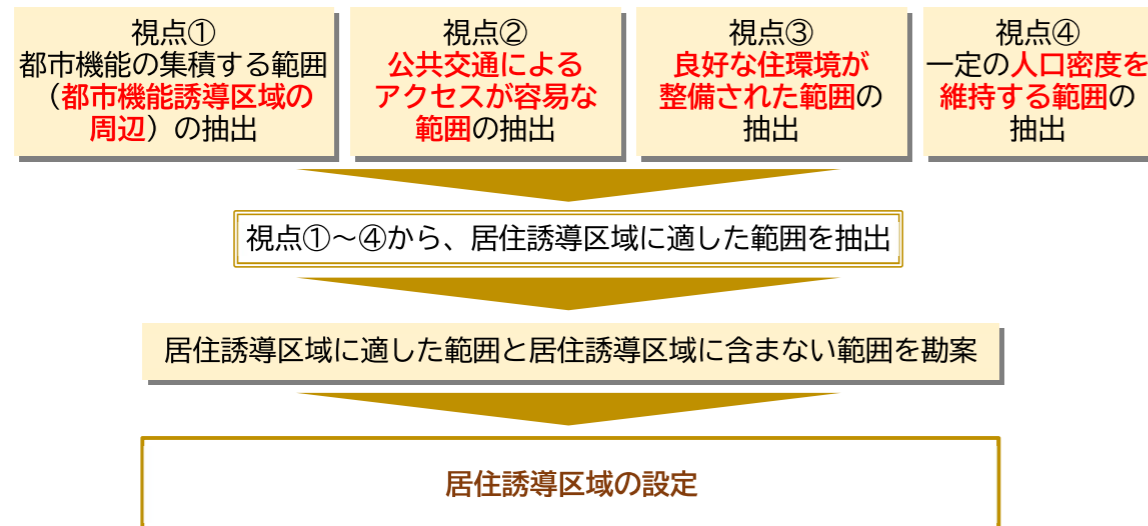 視点①
都市機能の集積する範囲
（都市機能誘導区域の
周辺）の抽出
視点②
公共交通による
アクセスが容易な
範囲の抽出
視点③
良好な住環境が
整備された範囲の
抽出
視点④
一定の人口密度を
維持する範囲の
抽出
視点①～④から、居住誘導区域に適した範囲を抽出
居住誘導区域に適した範囲と居住誘導区域に含まない範囲を勘案
居住誘導区域の設定